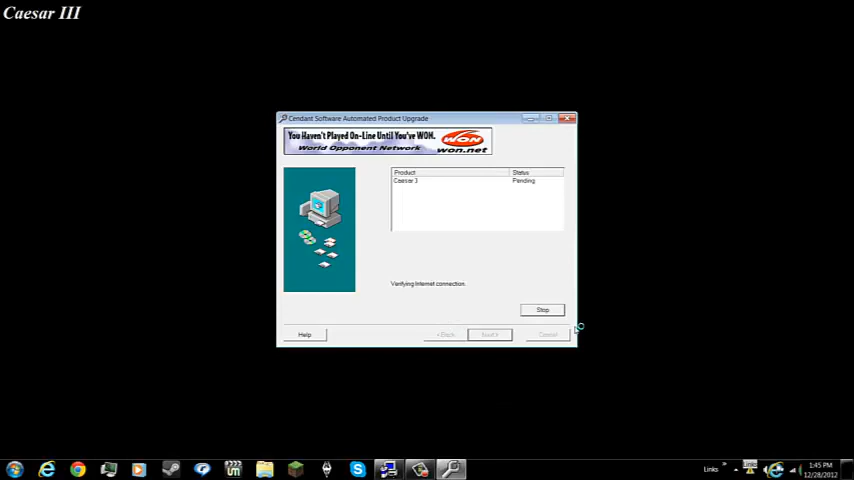 Caesar III
Cendant Software Automated Product Upgrade
You Haven't Played On-Line Until You've WON.
World Opponent Network
WON
won.net
Product Status
Caesar 3 Pending
Verifying Internet connection.
Stop
Help < Back Next > Cancel
Links
Links
1:45 PM
12/28/2012